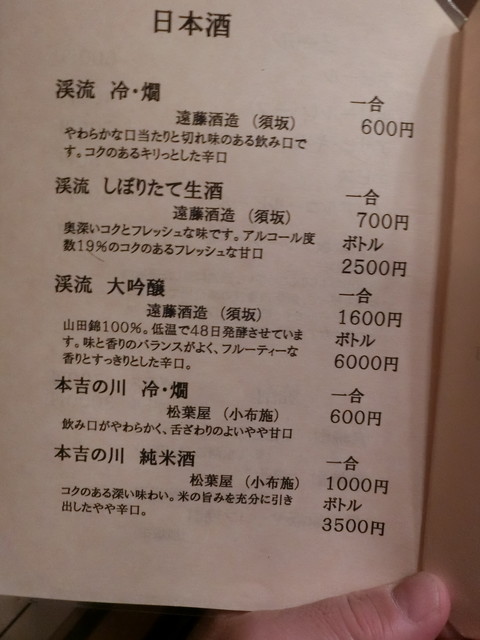 日本酒
渓流 冷・燗 一合
遠藤酒造（須坂） 600円
やわらかな口当たりと切れ味のある飲み口で
す。コクのあるキリっとした辛口
渓流 しぼりたて生酒 一合
遠藤酒造（須坂） 700円
奥深いコクとフレッシュな味です。アルコール度 ボトル
数19%のコクのあるフレッシュな甘口
2500円
渓流 大吟醸 一合
遠藤酒造（須坂） 1600円
山田錦100%。低温で48日発酵させていま ボトル
す。味と香りのバランスがよく、フルーティーな
香りとすっきりとした辛口。 6000円
本吉の川 冷・燗 一合
松葉屋（小布施） 600円
飲み口がやわらかく、舌ざわりのよいやや甘口
本吉の川 純米酒 一合
松葉屋（小布施） 1000円
コクのある深い味わい。米の旨みを充分に引き ボトル
出したやや辛口。 3500円